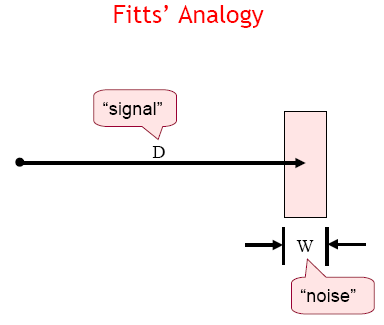 Fitts’ Analogy
“signal”
D
W
“noise”